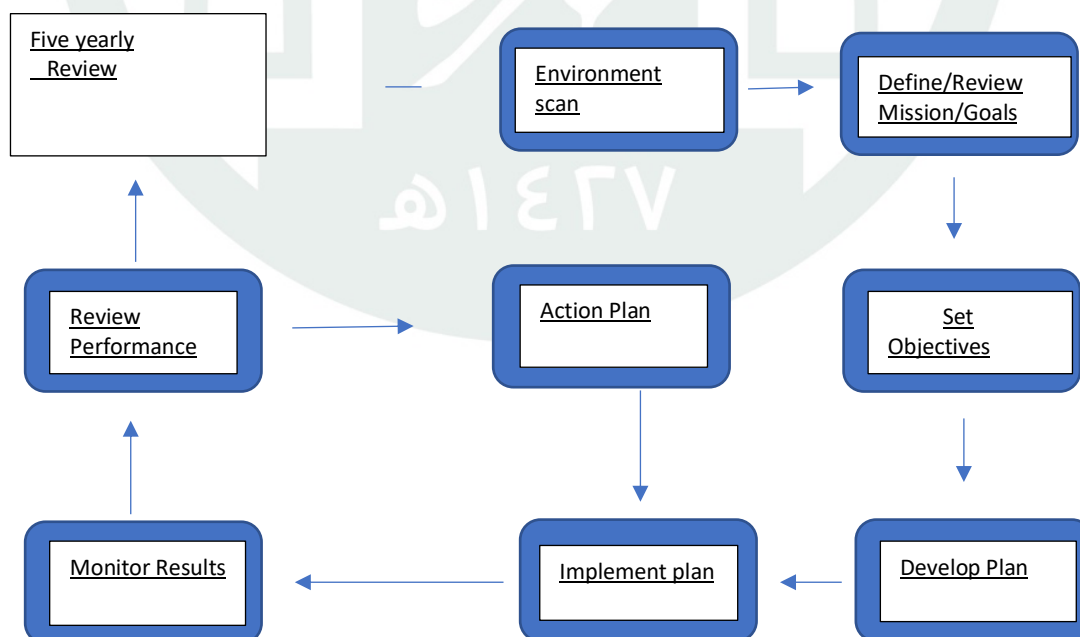 Five yearly
Review
Environment
scan
Define/Review
Mission/Goals
١٤٢٧هـ
Review
Performance
Action Plan
Set
Objectives
Monitor Results
Implement plan
Develop Plan